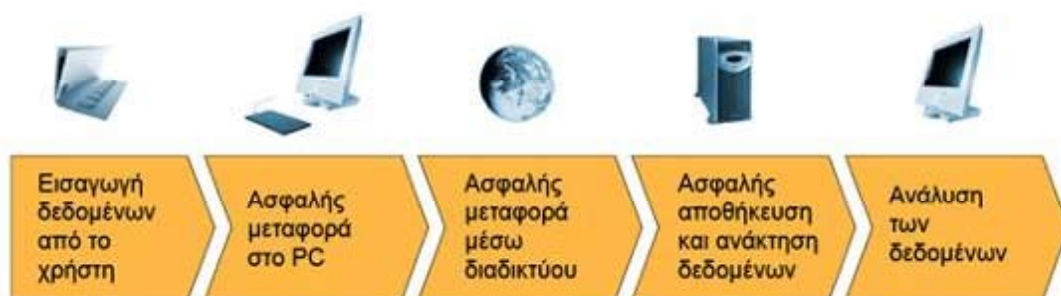 Εισαγωγή
δεδομένων
από το
χρήστη
Ασφαλής
μεταφορά
στο PC
Ασφαλής
μεταφορά
μέσω
διαδικτύου
Ασφαλής
αποθήκευση
και ανάκτηση
δεδομένων
Ανάλυση
των
δεδομένων